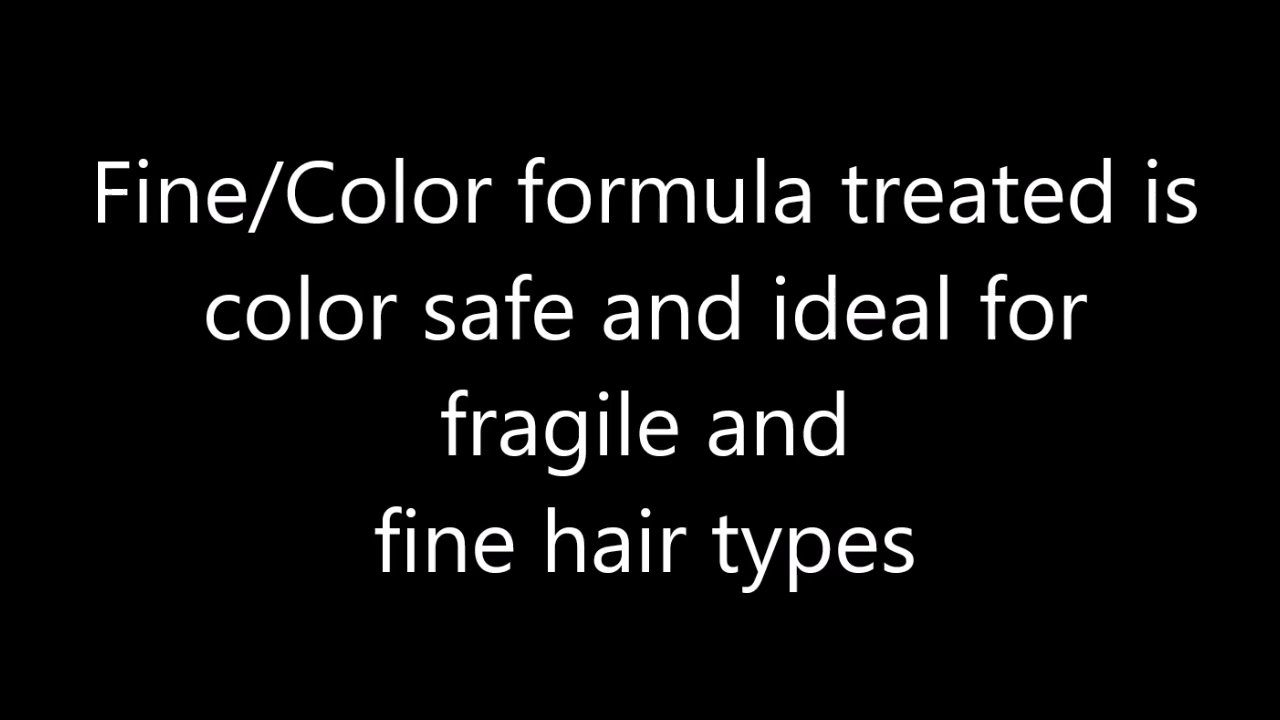 Fine/Color formula treated is
color safe and ideal for
fragile and
fine hair types